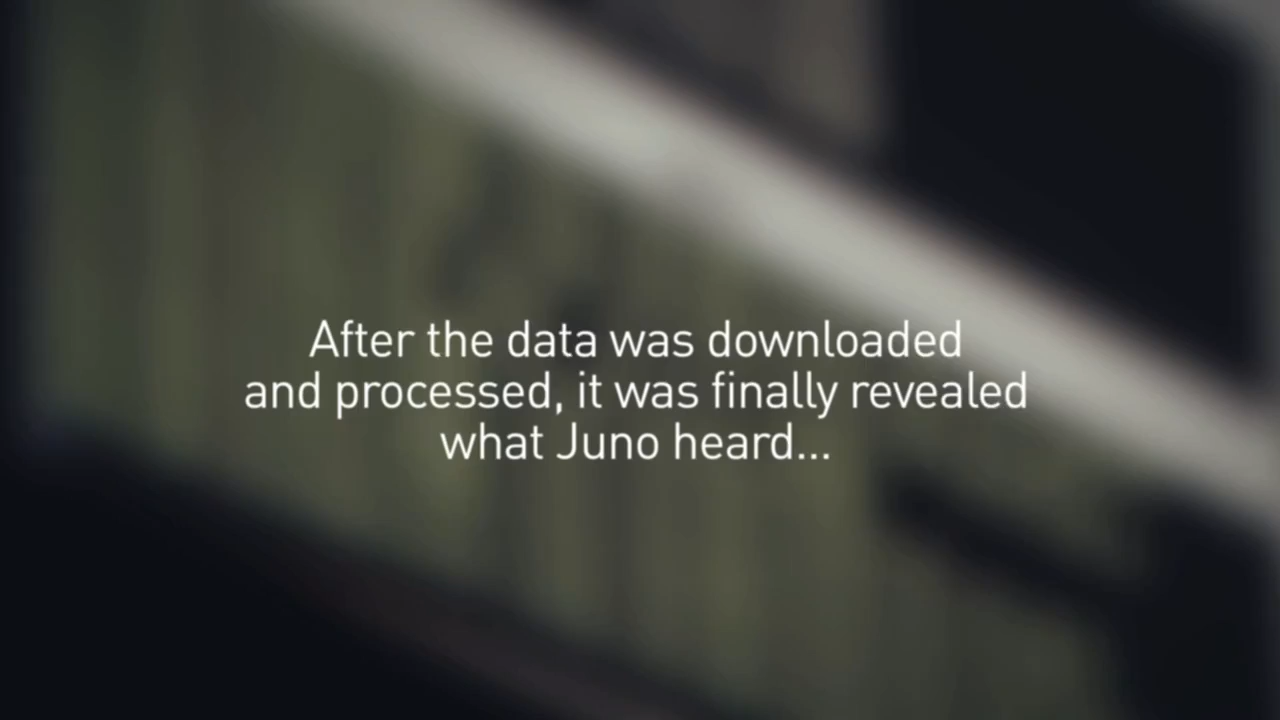 After the data was downloaded
and processed, it was finally revealed
what Juno heard...